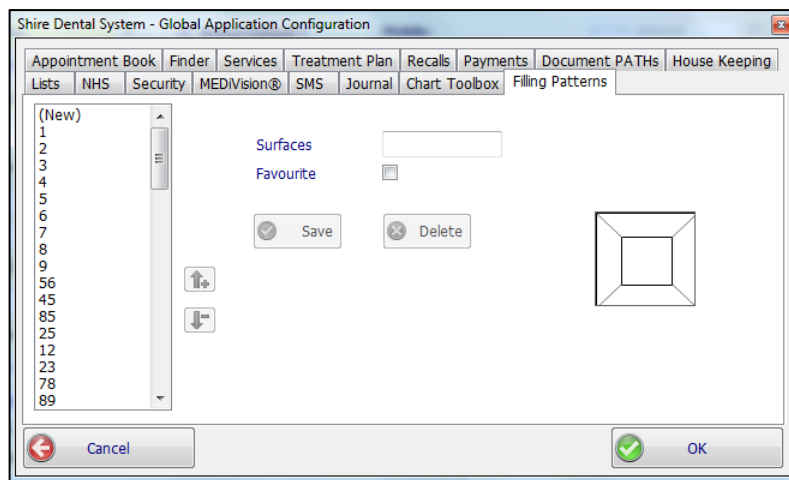 Shire Dental System - Global Application Configuration
Appointment Book Finder Services Treatment Plan Recalls Payments Document PATHs House Keeping
Lists NHS Security MEDiVision® SMS Journal Chart Toolbox Filling Patterns
(New)
1
2
3
4
5
6
7
8
9
56
45
85
25
12
23
78
89
Surfaces
Favourite
Save Delete
Cancel OK